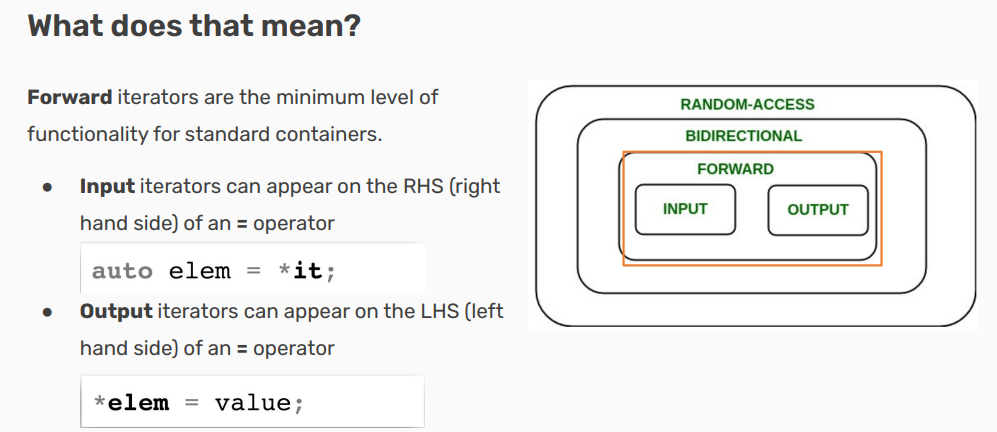 What does that mean?
Forward iterators are the minimum level of
functionality for standard containers.
● Input iterators can appear on the RHS (right
hand side) of an = operator
auto elem = *it;
● Output iterators can appear on the LHS (left
hand side) of an = operator
*elem = value;
RANDOM-ACCESS
BIDIRECTIONAL
FORWARD
INPUT OUTPUT